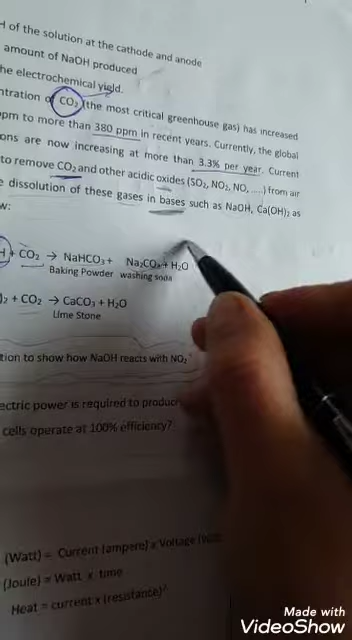 H of the solution at the cathode and anode
amount of NaOH produced
he electrochemical yield.
ntration of CO2 (the most critical greenhouse gas) has increased
opm to more than 380 ppm in recent years. Currently, the global
ons are now increasing at more than 3.3% per year. Current
to remove CO2 and other acidic oxides (SO2, NO2, NO, ....) from air
e dissolution of these gases in bases such as NaOH, Ca(OH)2 as
w:
H + CO2 → NaHCO3 + Na2CO3 + H2O
Baking Powder washing soda
)2 + CO2 → CaCO3 + H2O
Lime Stone
tion to show how NaOH reacts with NO2
ectric power is required to produc
cells operate at 100% efficiency?
(Watt) = Current (ampere) x Voltage
(Joule) = Watt x time
Heat = current x (resistance)2
Made with
VideoShow